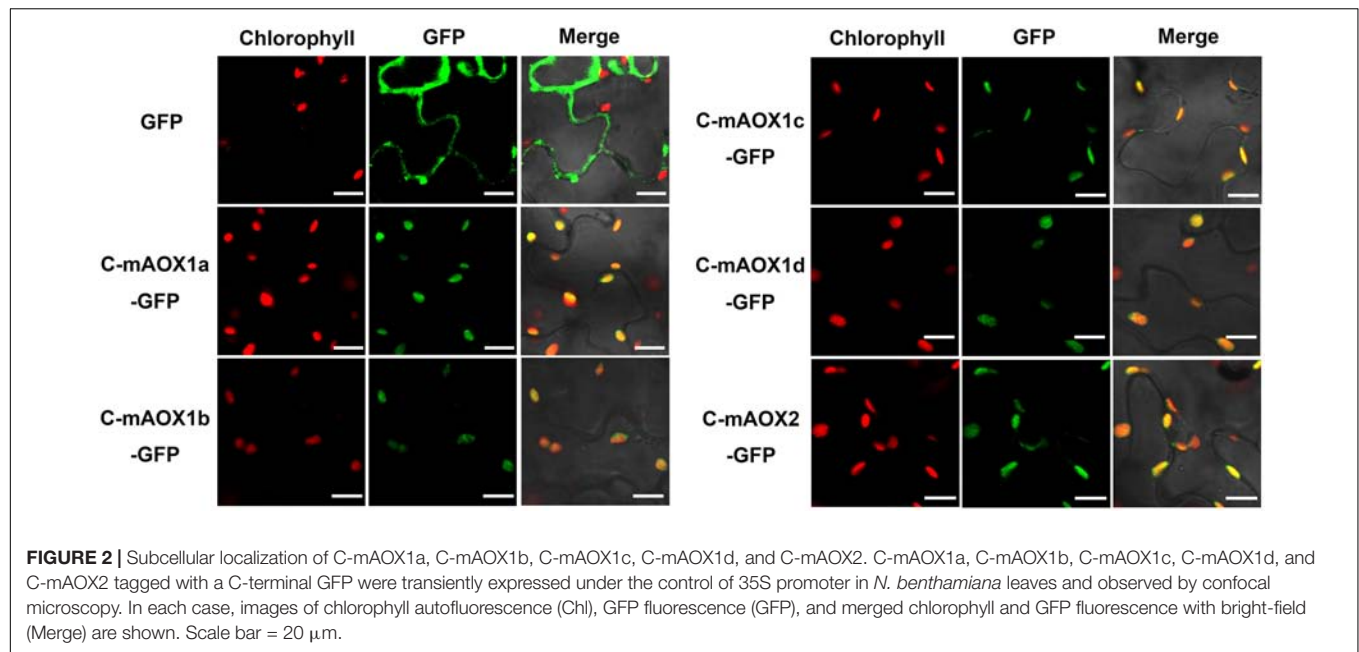 Chlorophyll GFP Merge
GFP
C-mAOX1a
-GFP
C-mAOX1b
-GFP
Chlorophyll GFP Merge
C-mAOX1c
-GFP
C-mAOX1d
-GFP
C-mAOX2
-GFP
FIGURE 2 | Subcellular localization of C-mAOX1a, C-mAOX1b, C-mAOX1c, C-mAOX1d, and C-mAOX2. C-mAOX1a, C-mAOX1b, C-mAOX1c, C-mAOX1d, and
C-mAOX2 tagged with a C-terminal GFP were transiently expressed under the control of 35S promoter in N. benthamiana leaves and observed by confocal
microscopy. In each case, images of chlorophyll autofluorescence (Chl), GFP fluorescence (GFP), and merged chlorophyll and GFP fluorescence with bright-field
(Merge) are shown. Scale bar = 20 μm.